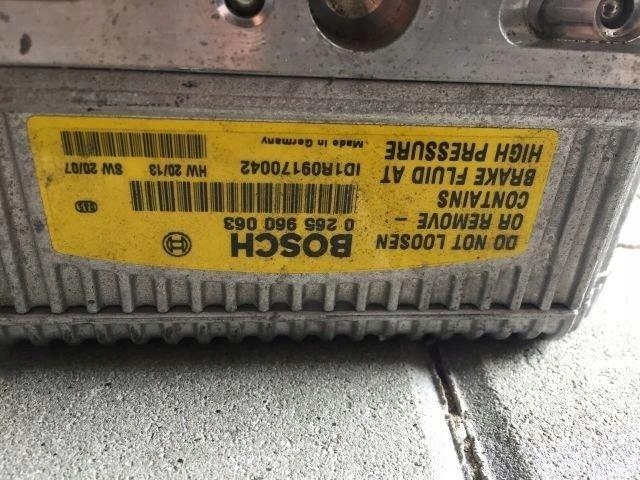 BOSCH
0 265 960 063
ID1R09170042
HW 20/13 SW 20/07
Made in Germany
DO NOT LOOSEN
OR REMOVE -
CONTAINS
BRAKE FLUID AT
HIGH PRESSURE